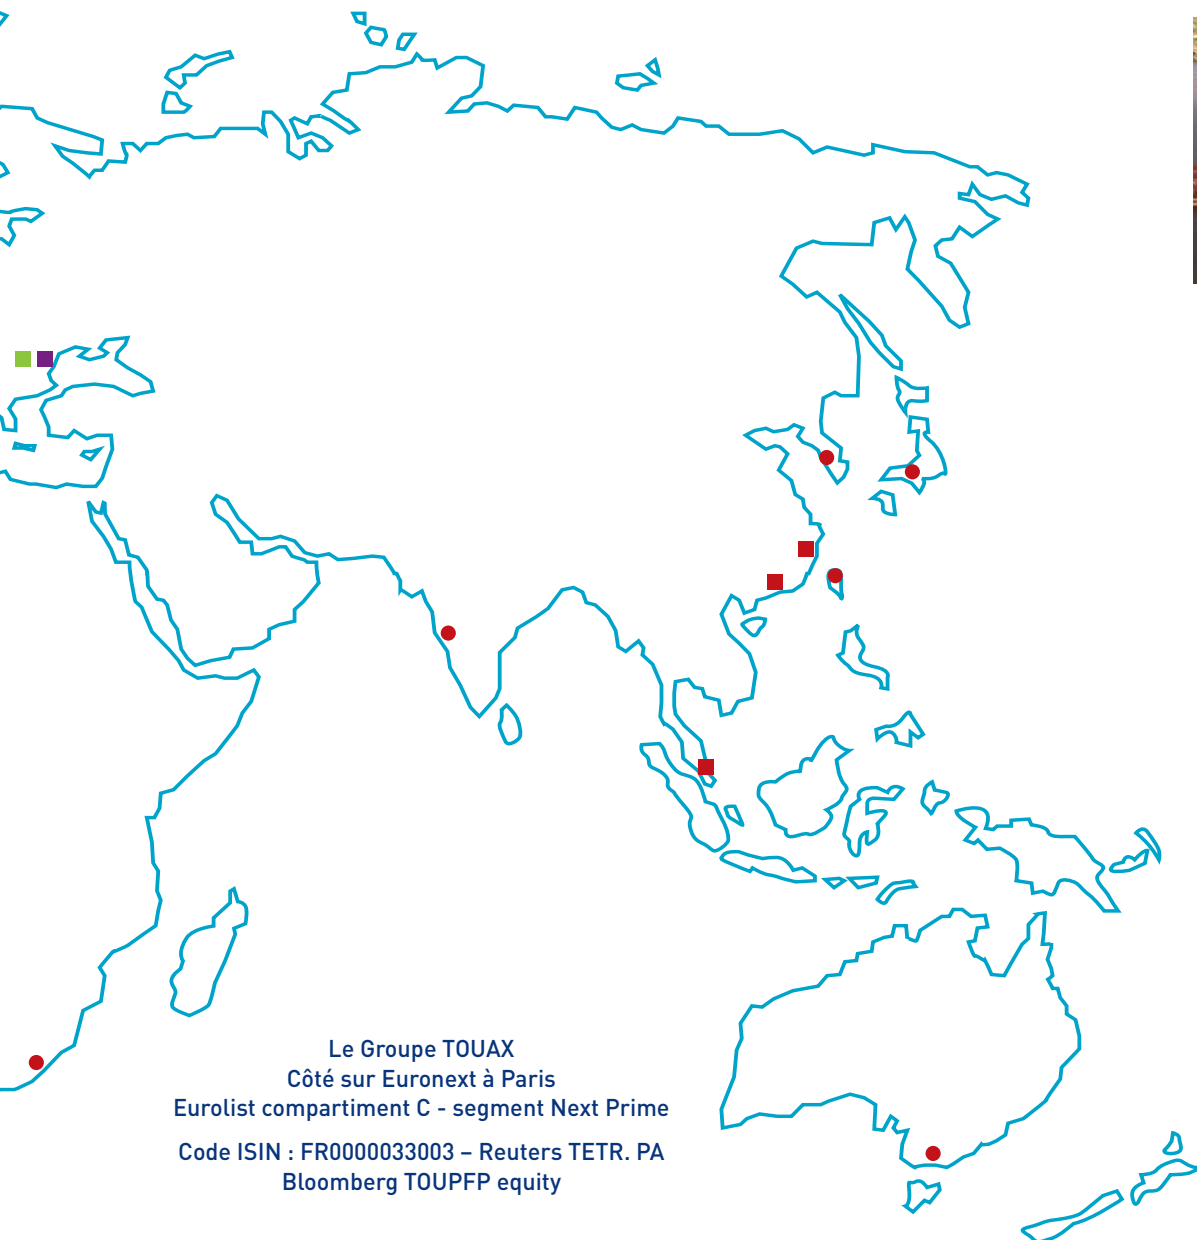 Le Groupe TOUAX
Côté sur Euronext à Paris
Eurolist compartiment C - segment Next Prime
Code ISIN : FR0000033003 – Reuters TETR. PA
Bloomberg TOUPFP equity